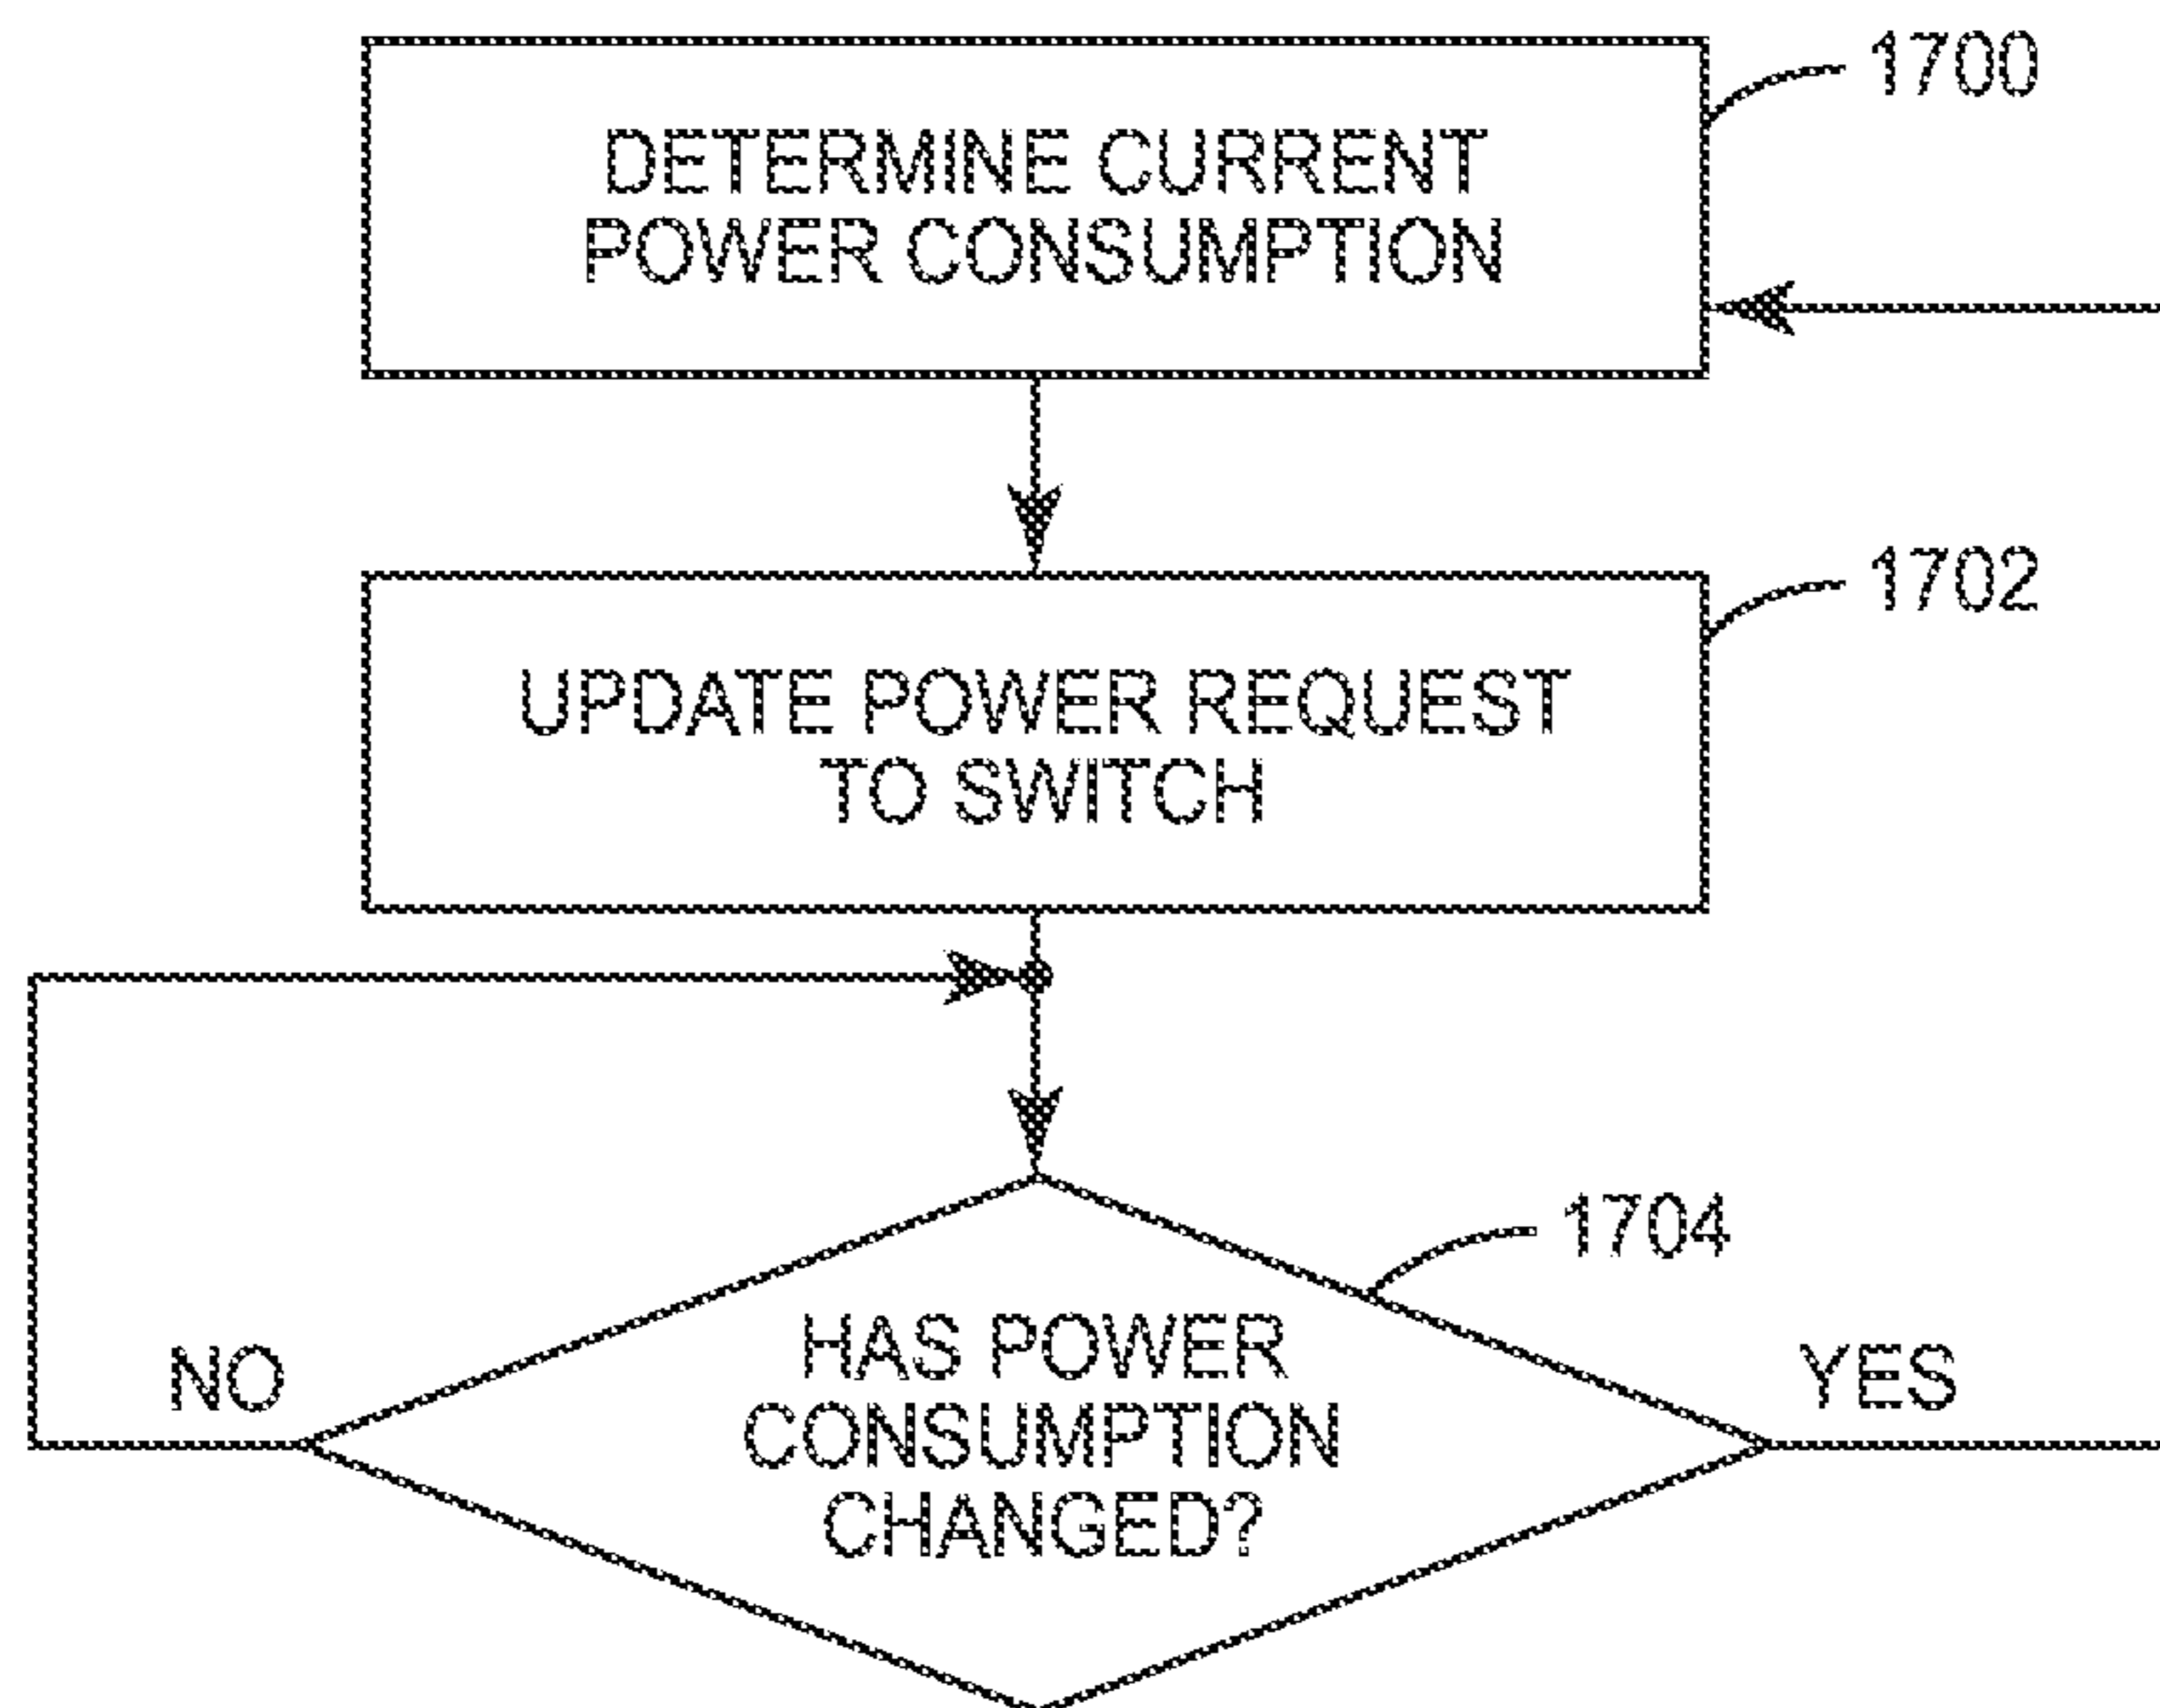 1700
DETERMINE CURRENT
POWER CONSUMPTION
1702
UPDATE POWER REQUEST
TO SWITCH
1704
HAS POWER
CONSUMPTION
CHANGED?
NO
YES